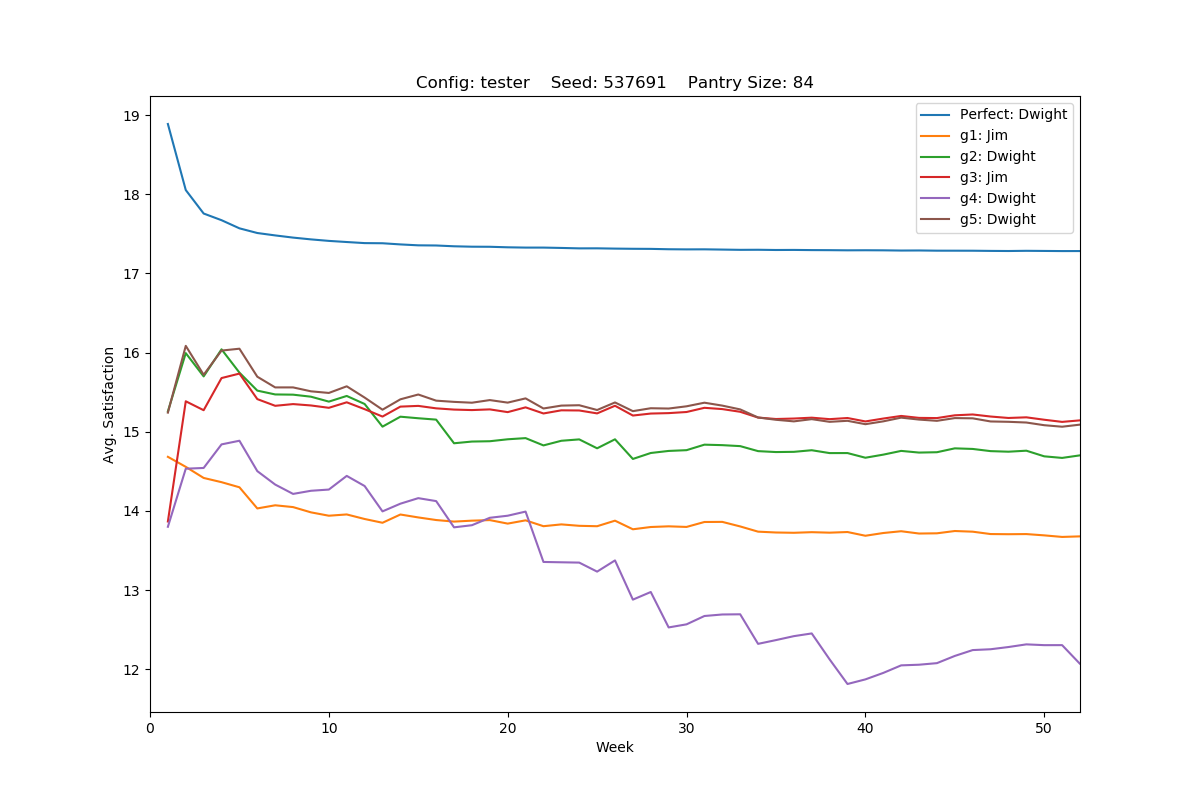 Config: tester    Seed: 537691    Pantry Size: 84
Perfect: Dwight
g1: Jim
g2: Dwight
g3: Jim
g4: Dwight
g5: Dwight
19
18
17
16
15
14
13
12
Avg. Satisfaction
0 10 20 30 40 50
Week